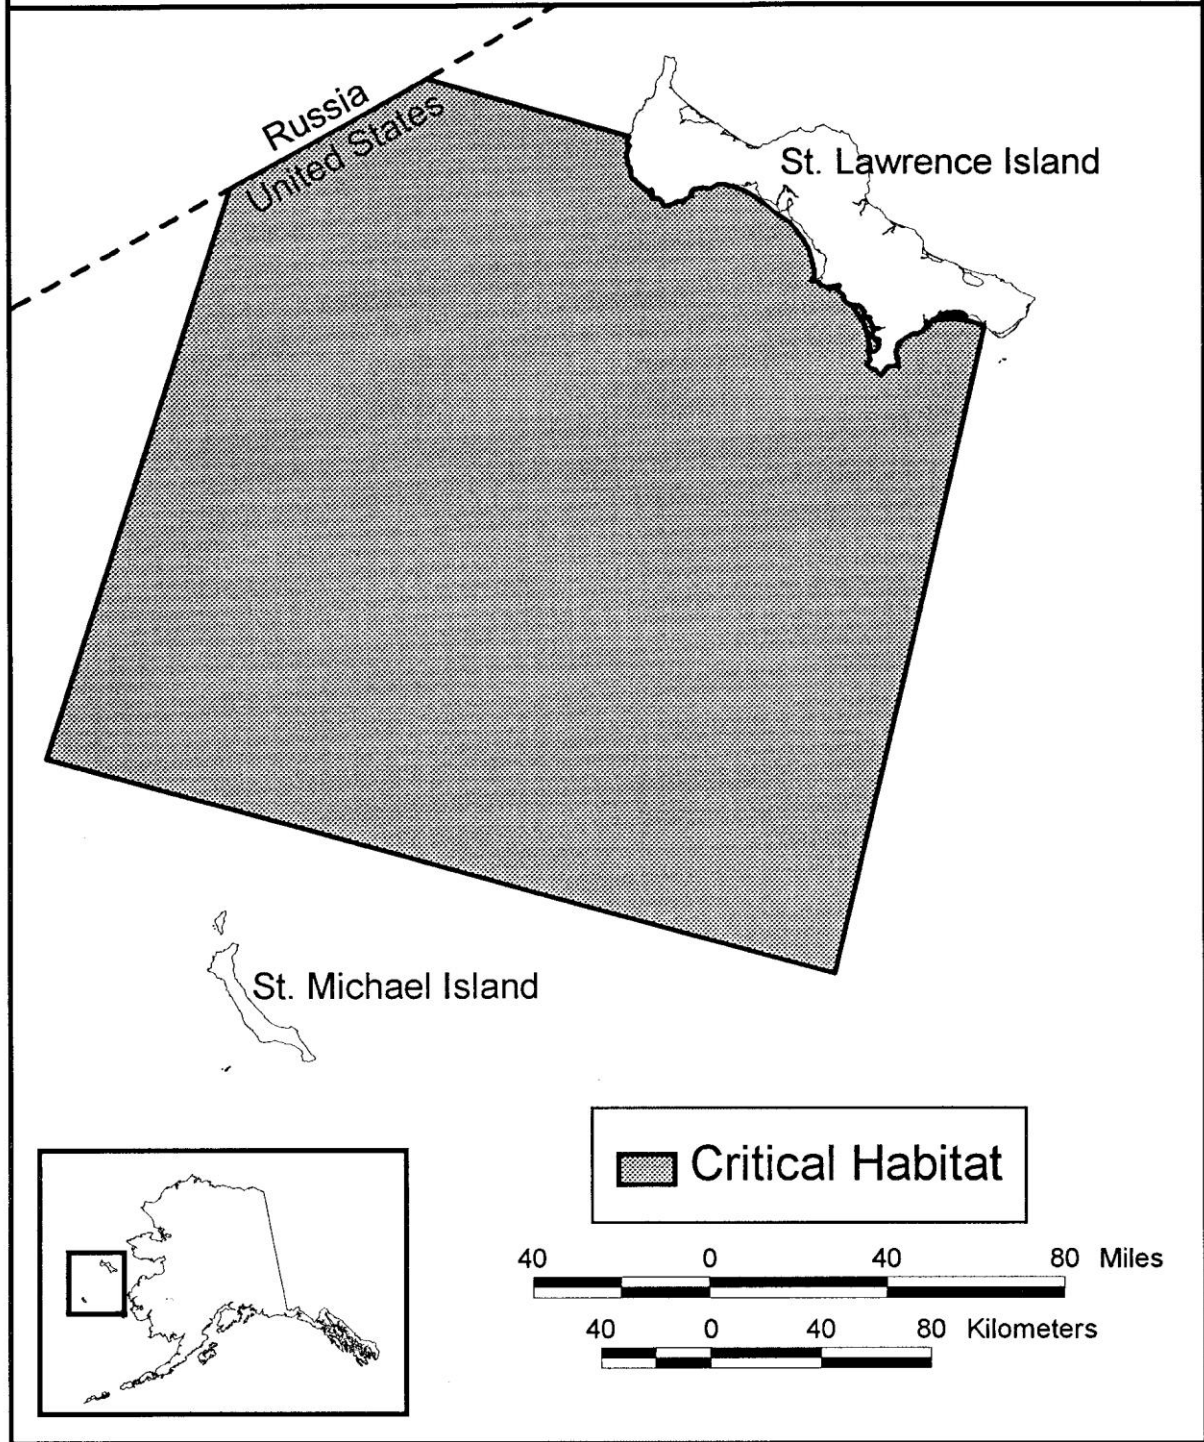 Russia
United States
St. Lawrence Island
St. Michael Island
Critical Habitat
40 0 40 80 Miles
40 0 40 80 Kilometers